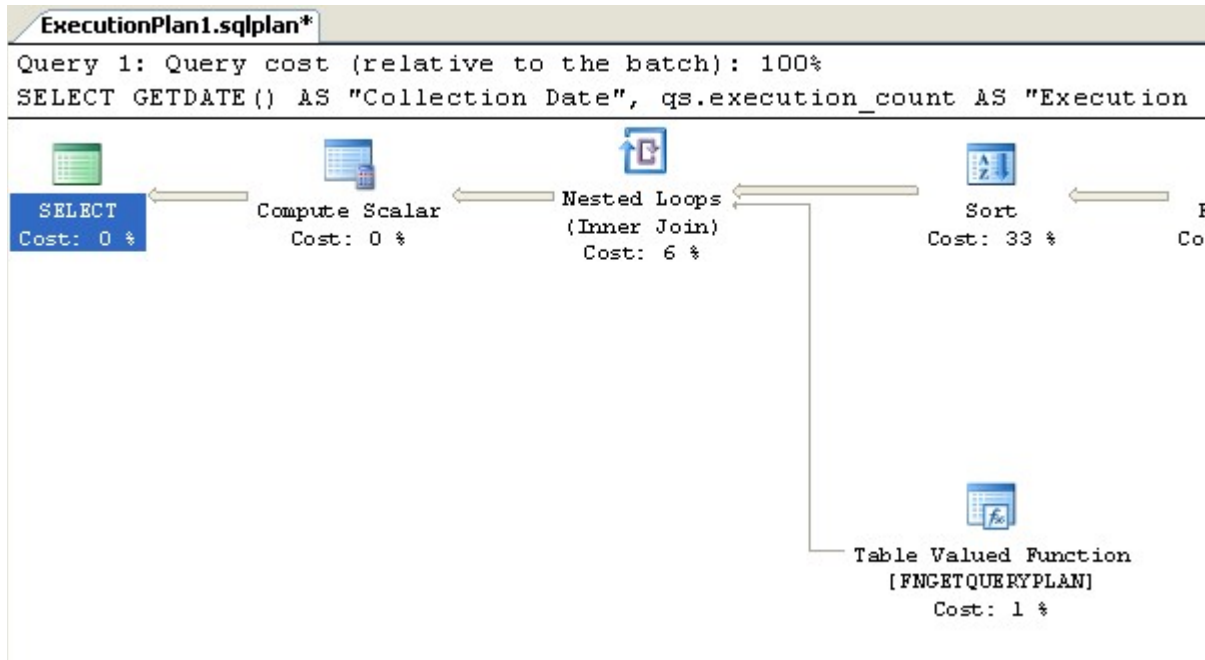 ExecutionPlan1.sqlplan*
Query 1: Query cost (relative to the batch): 100%
SELECT GETDATE() AS "Collection Date", qs.execution_count AS "Execution
SELECT
Cost: 0 %
Compute Scalar
Cost: 0 %
Nested Loops
(Inner Join)
Cost: 6 %
Sort
Cost: 33 %
Co
Table Valued Function
[FNGETQUERYPLAN]
Cost: 1 %